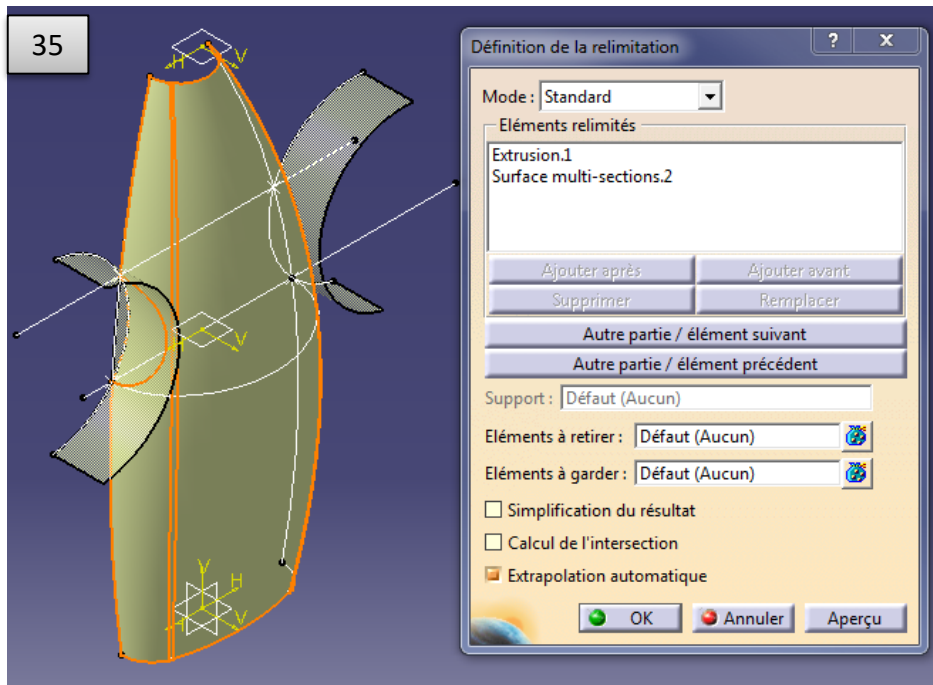 35
H
V
V
V
H
V
Définition de la relimitation
? X
Mode : Standard
Eléments relimités
Extrusion.1
Surface multi-sections.2
Ajouter après
Ajouter avant
Supprimer
Remplacer
Autre partie / élément suivant
Autre partie / élément précédent
Support : Défaut (Aucun)
Eléments à retirer : Défaut (Aucun)
Eléments à garder : Défaut (Aucun)
Simplification du résultat
Calcul de l'intersection
Extrapolation automatique
OK
Annuler
Aperçu